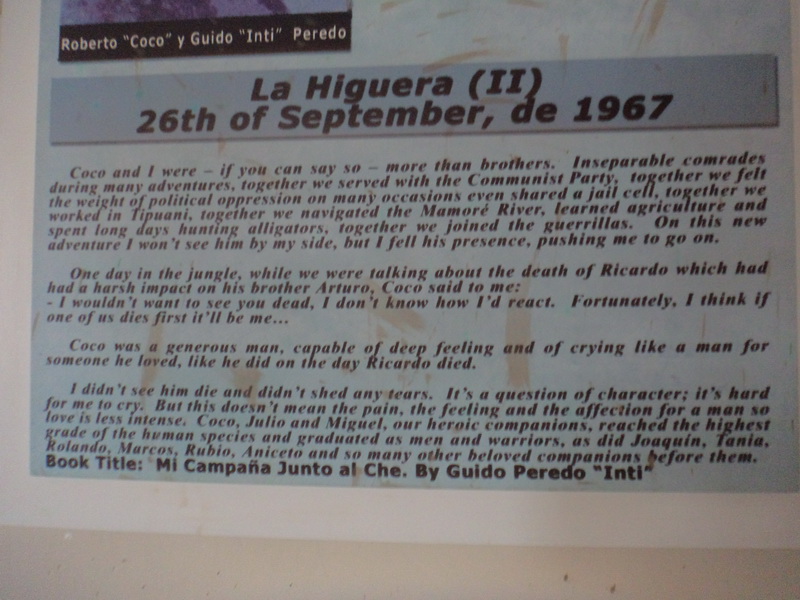 Roberto “Coco” y Guido “Inti” Peredo
La Higuera (II)
26th of September, de 1967
Coco and I were – if you can say so – more than brothers. Inseparable comrades
during many adventures, together we served with the Communist Party, together we felt
the weight of political oppression on many occasions even shared a jail cell, together we
worked in Tipuani, together we navigated the Mamoré River, learned agriculture and
spent long days hunting alligators, together we joined the guerrillas. On this new
adventure I won't see him by my side, but I fell his presence, pushing me to go on.
One day in the jungle, while we were talking about the death of Ricardo which had
had a harsh impact on his brother Arturo, Coco said to me:
- I wouldn't want to see you dead, I don't know how I'd react. Fortunately, I think if
one of us dies first it'll be me...
Coco was a generous man, capable of deep feeling and of crying like a man for
someone he loved, like he did on the day Ricardo died.
I didn't see him die and didn't shed any tears. It's a question of character; it's hard
for me to cry. But this doesn't mean the pain, the feeling and the affection for a man so
love is less intense. Coco, Julio and Miguel, our heroic companions, reached the highest
grade of the human species and graduated as men and warriors, as did Joaquín, Tania,
Rolando, Marcos, Rubio, Aniceto and so many other beloved companions before them.
Book Title: Mi Campaña Junto al Che. By Guido Peredo “Inti”